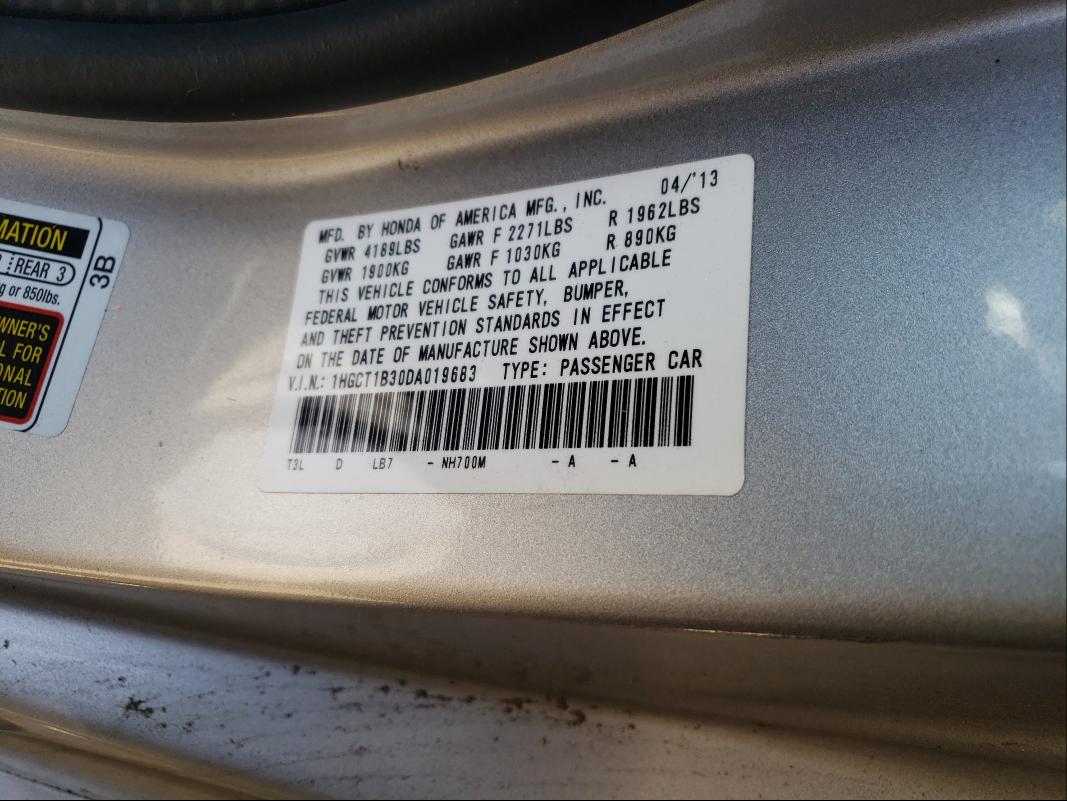 MFD. BY HONDA OF AMERICA MFG., INC. 04/'13
GVWR 4189LBS GAWR F 2271LBS R 1962LBS
GVWR 1900KG GAWR F 1030KG R 890KG
THIS VEHICLE CONFORMS TO ALL APPLICABLE
FEDERAL MOTOR VEHICLE SAFETY, BUMPER,
AND THEFT PREVENTION STANDARDS IN EFFECT
ON THE DATE OF MANUFACTURE SHOWN ABOVE.
V.I.N.: 1HGCT1B30DA019683 TYPE: PASSENGER CAR
T3L D LB7 - NH700M - A - A
MATION
REAR 3
g or 850lbs.
WNER'S
L FOR
ONAL
TION
3B